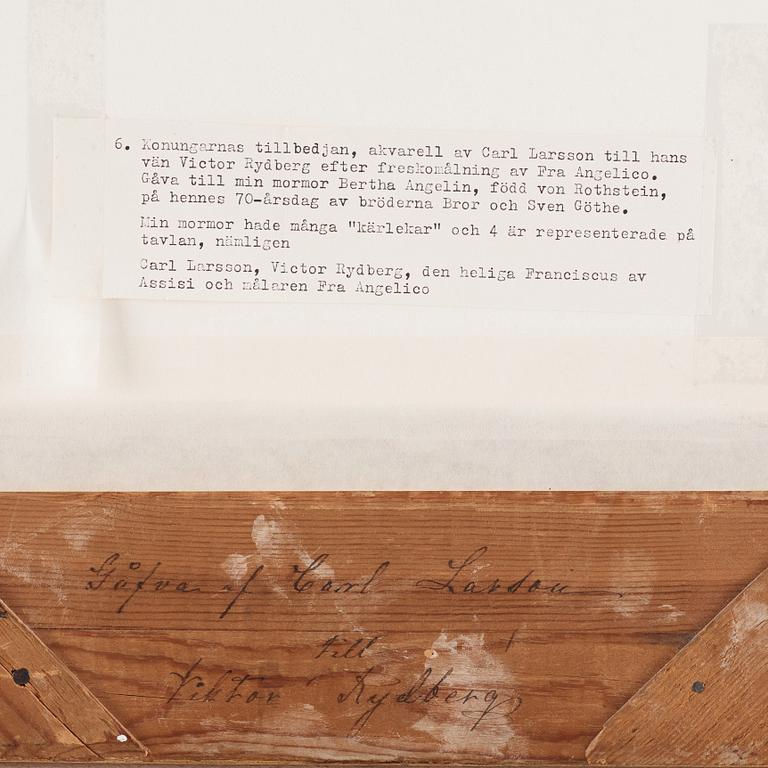 6. Konungarnas tillbedjan, akvarell av Carl Larsson till hans
vän Victor Rydberg efter freskomålning av Fra Angelico.
Gåva till min mormor Bertha Angelin, född von Rothstein,
på hennes 70-årsdag av bröderna Bror och Sven Göthe.
Min mormor hade många "kärlekar" och 4 är representerade på
tavlan, nämligen
Carl Larsson, Victor Rydberg, den heliga Franciscus av
Assisi och målaren Fra Angelico
Gåfva af Carl Larson
till
Viktor Rydberg